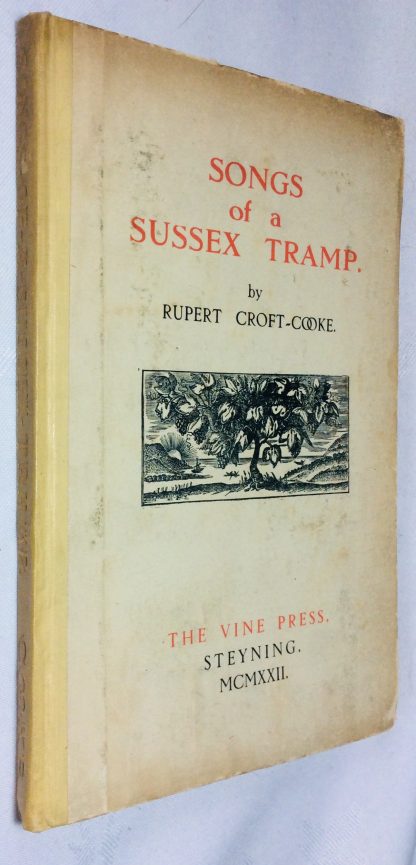 SONGS
of a
SUSSEX TRAMP.
by
RUPERT CROFT-COOKE.
THE VINE PRESS,
STEYNING.
MCMXXII.